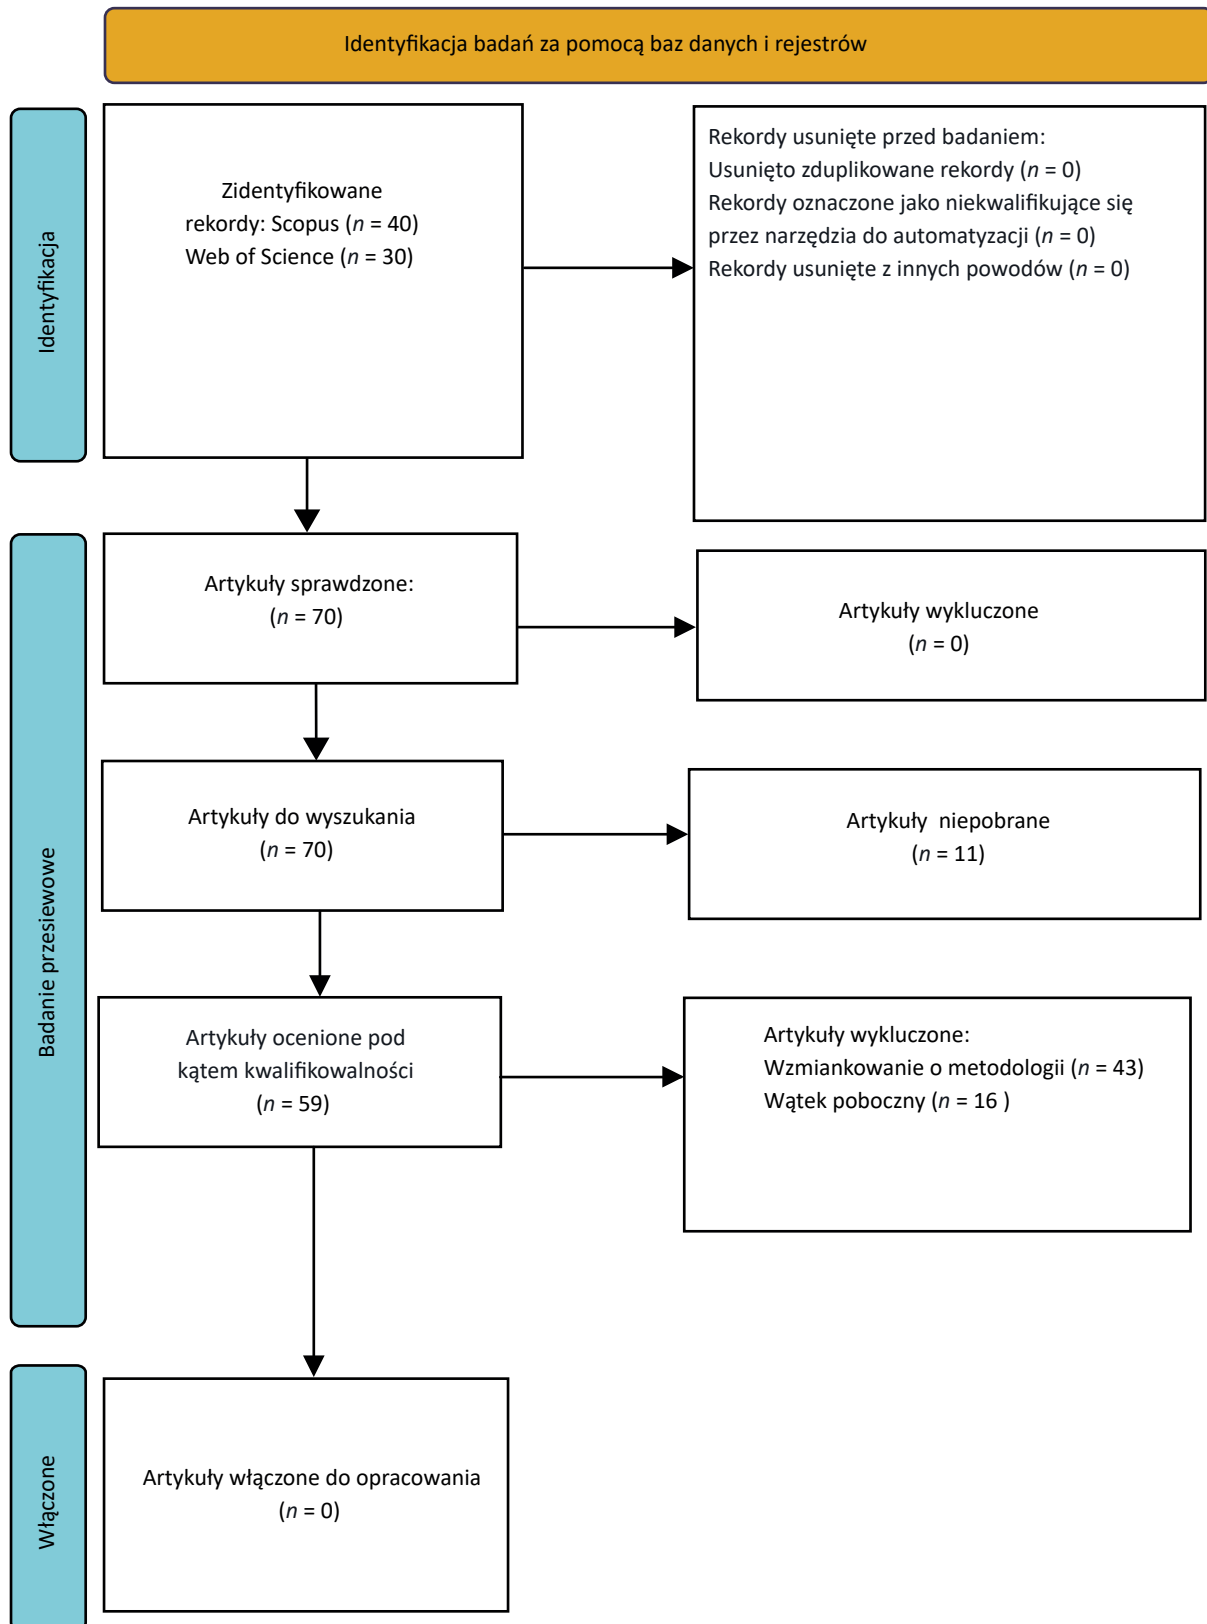 Identyfikacja badań za pomocą baz danych i rejestrów
Identyfikacja
Zidentyfikowane
rekordy: Scopus (n = 40)
Web of Science (n = 30)
Rekordy usunięte przed badaniem:
Usunięto zduplikowane rekordy (n = 0)
Rekordy oznaczone jako niekwalifikujące się
przez narzędzia do automatyzacji (n = 0)
Rekordy usunięte z innych powodów (n = 0)
Badanie przesiewowe
Artykuły sprawdzone:
(n = 70)
Artykuły wykluczone
(n = 0)
Artykuły do wyszukania
(n = 70)
Artykuły niepobrane
(n = 11)
Artykuły ocenione pod
kątem kwalifikowalności
(n = 59)
Artykuły wykluczone:
Wzmiankowanie o metodologii (n = 43)
Wątek poboczny (n = 16 )
Włączone
Artykuły włączone do opracowania
(n = 0)